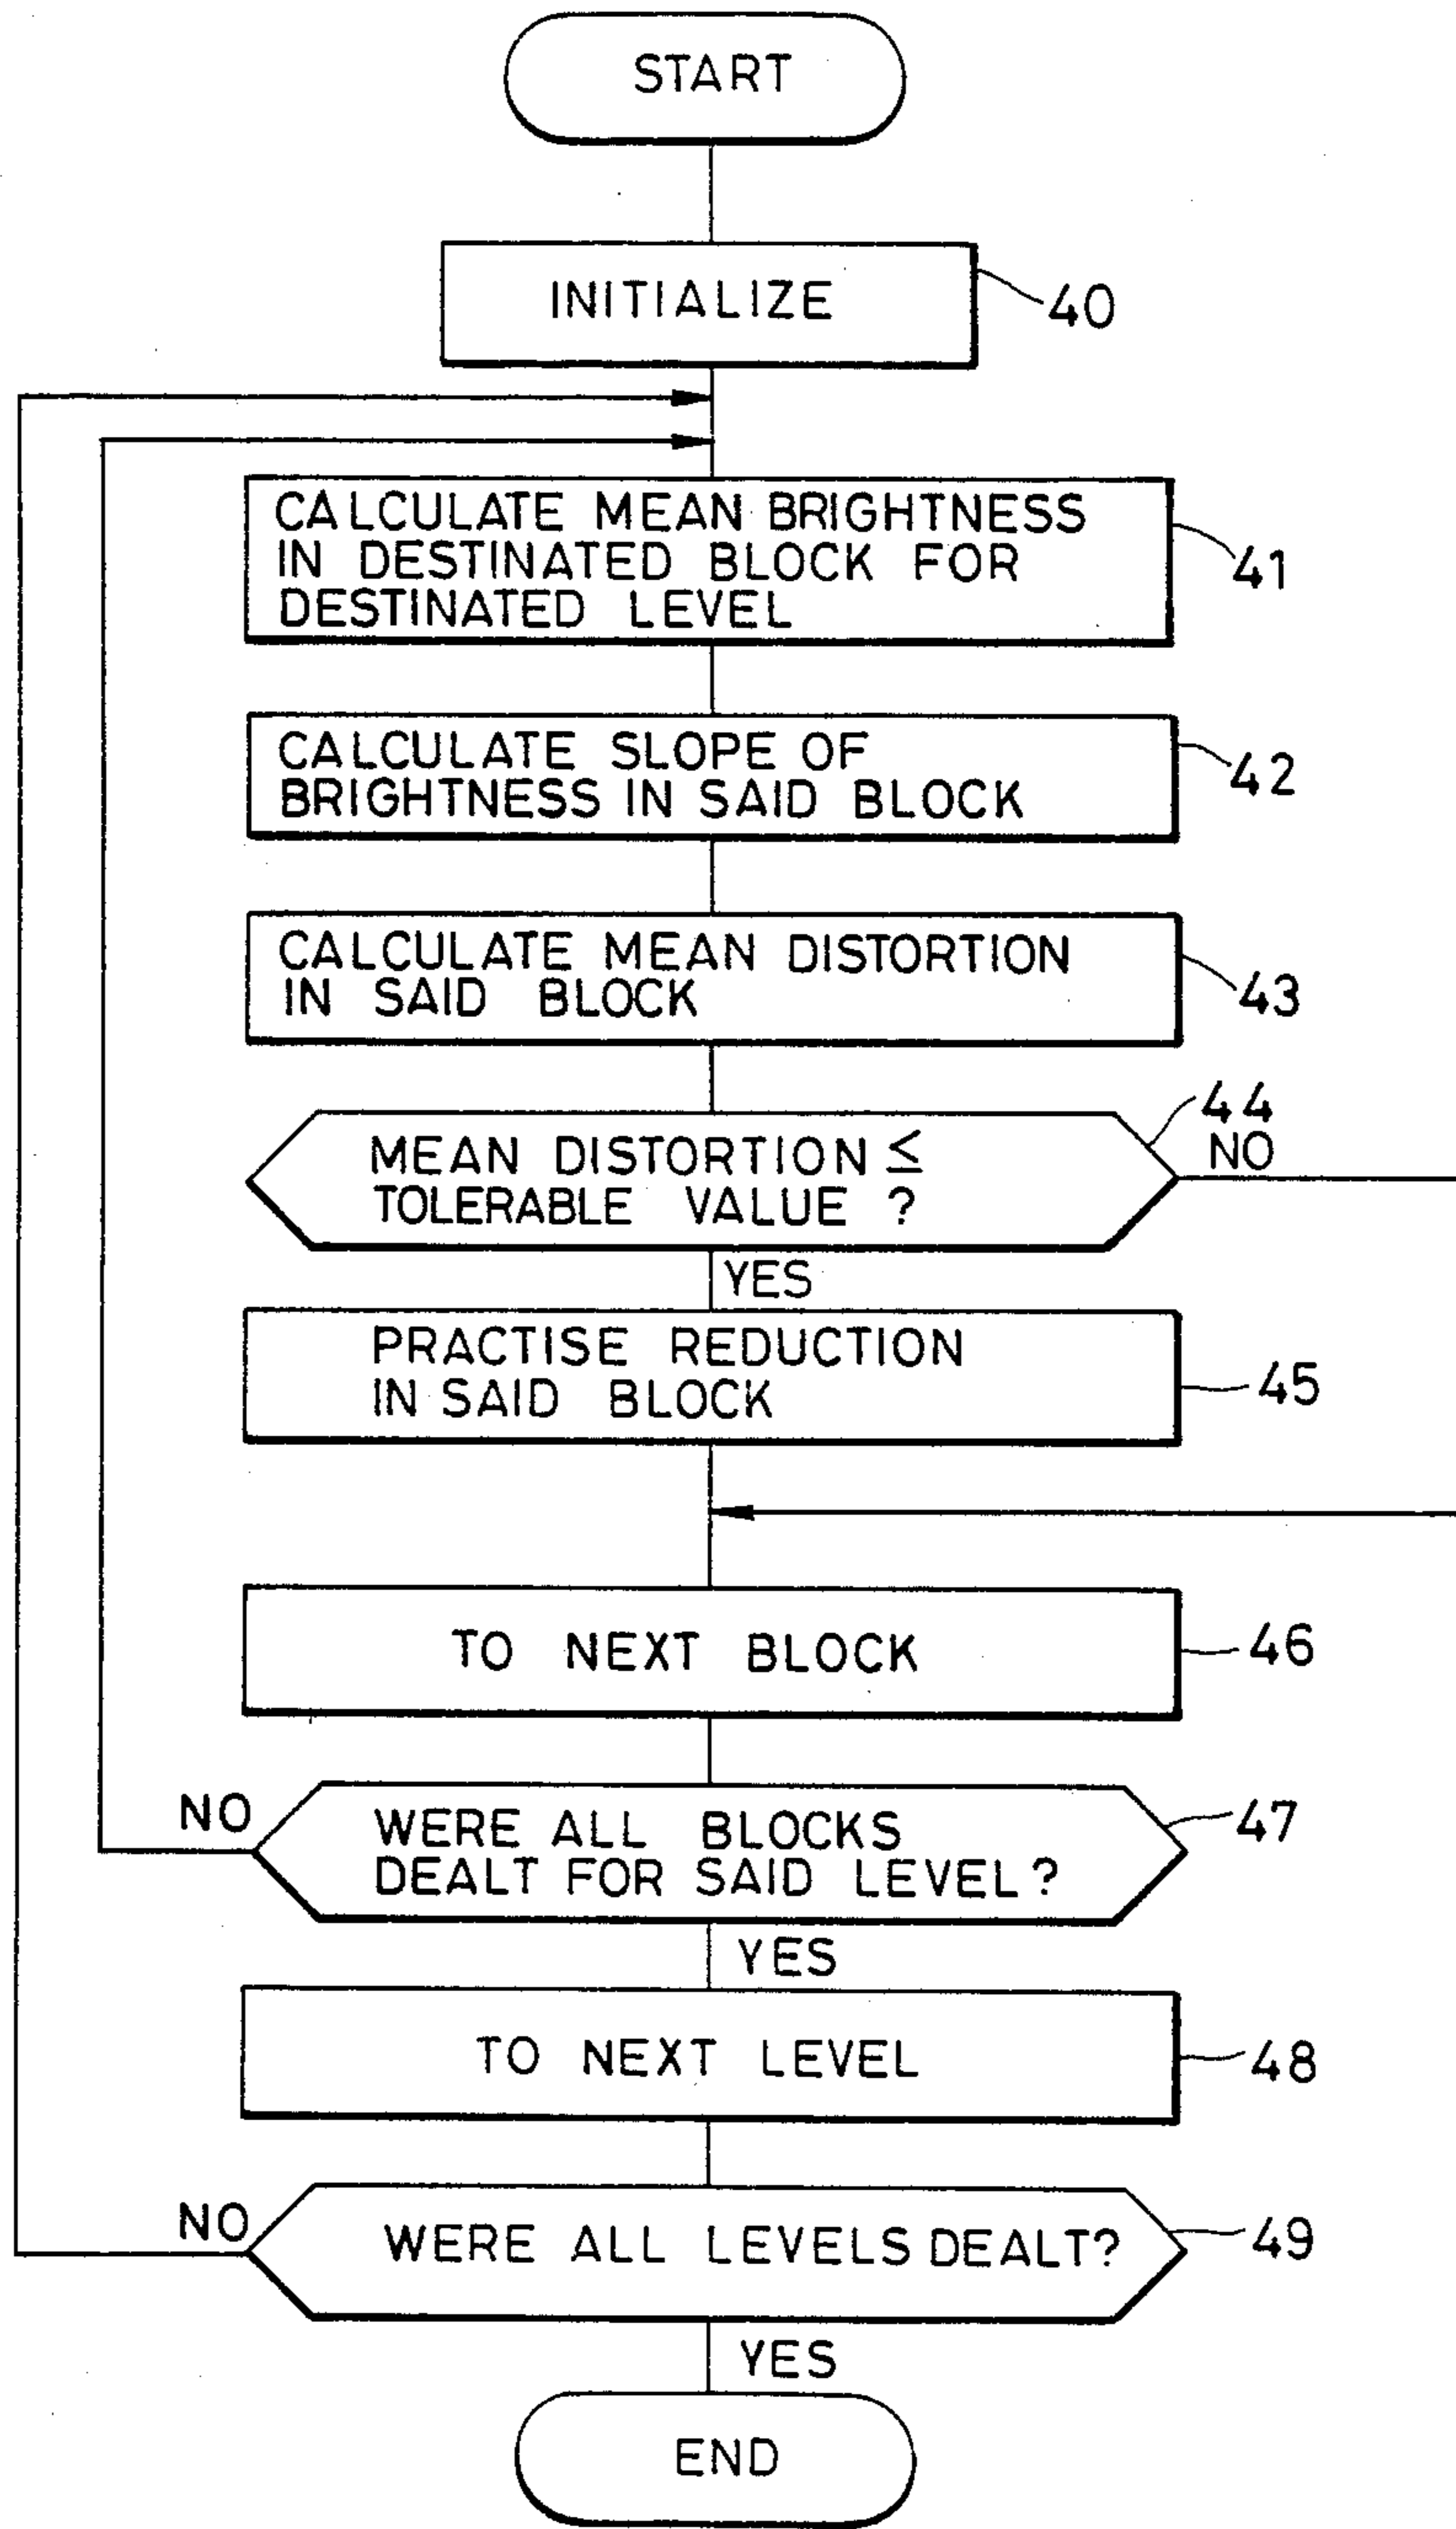 START
INITIALIZE
40
CALCULATE MEAN BRIGHTNESS
IN DESTINATED BLOCK FOR
DESTINATED LEVEL
41
CALCULATE SLOPE OF
BRIGHTNESS IN SAID BLOCK
42
CALCULATE MEAN DISTORTION
IN SAID BLOCK
43
44
MEAN DISTORTION ≤
TOLERABLE VALUE ?
NO
YES
PRACTISE REDUCTION
IN SAID BLOCK
45
TO NEXT BLOCK
46
NO
WERE ALL BLOCKS
DEALT FOR SAID LEVEL?
47
YES
TO NEXT LEVEL
48
NO
WERE ALL LEVELS DEALT?
49
YES
END